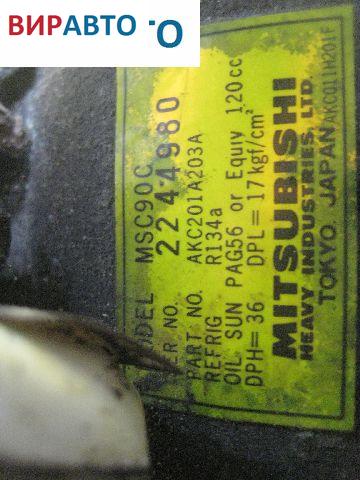 ВИРАВТО
MODEL MSC90C
SER NO. 2244980
PART NO. AKC201A203A
REFRIG R134a
OIL SUN PAG56 or Equiv 120cc
DPH=36 DPL=17kgf/cm²
MITSUBISHI
HEAVY INDUSTRIES, LTD.
TOKYO, JAPAN
AKC011H201F